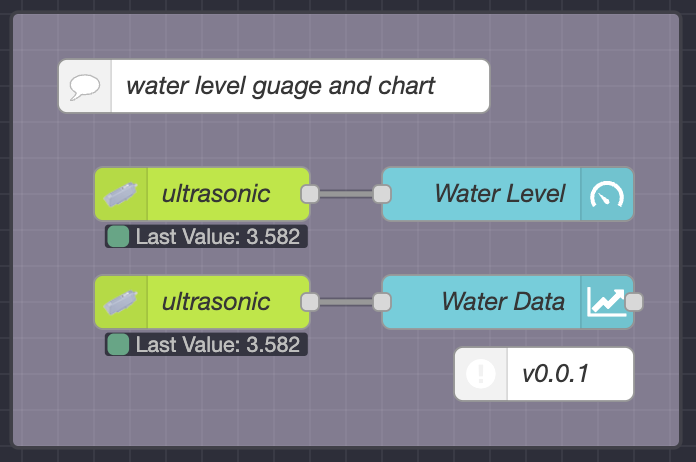 water level guage and chart
ultrasonic
Water Level
Last Value: 3.582
ultrasonic
Water Data
Last Value: 3.582
v0.0.1